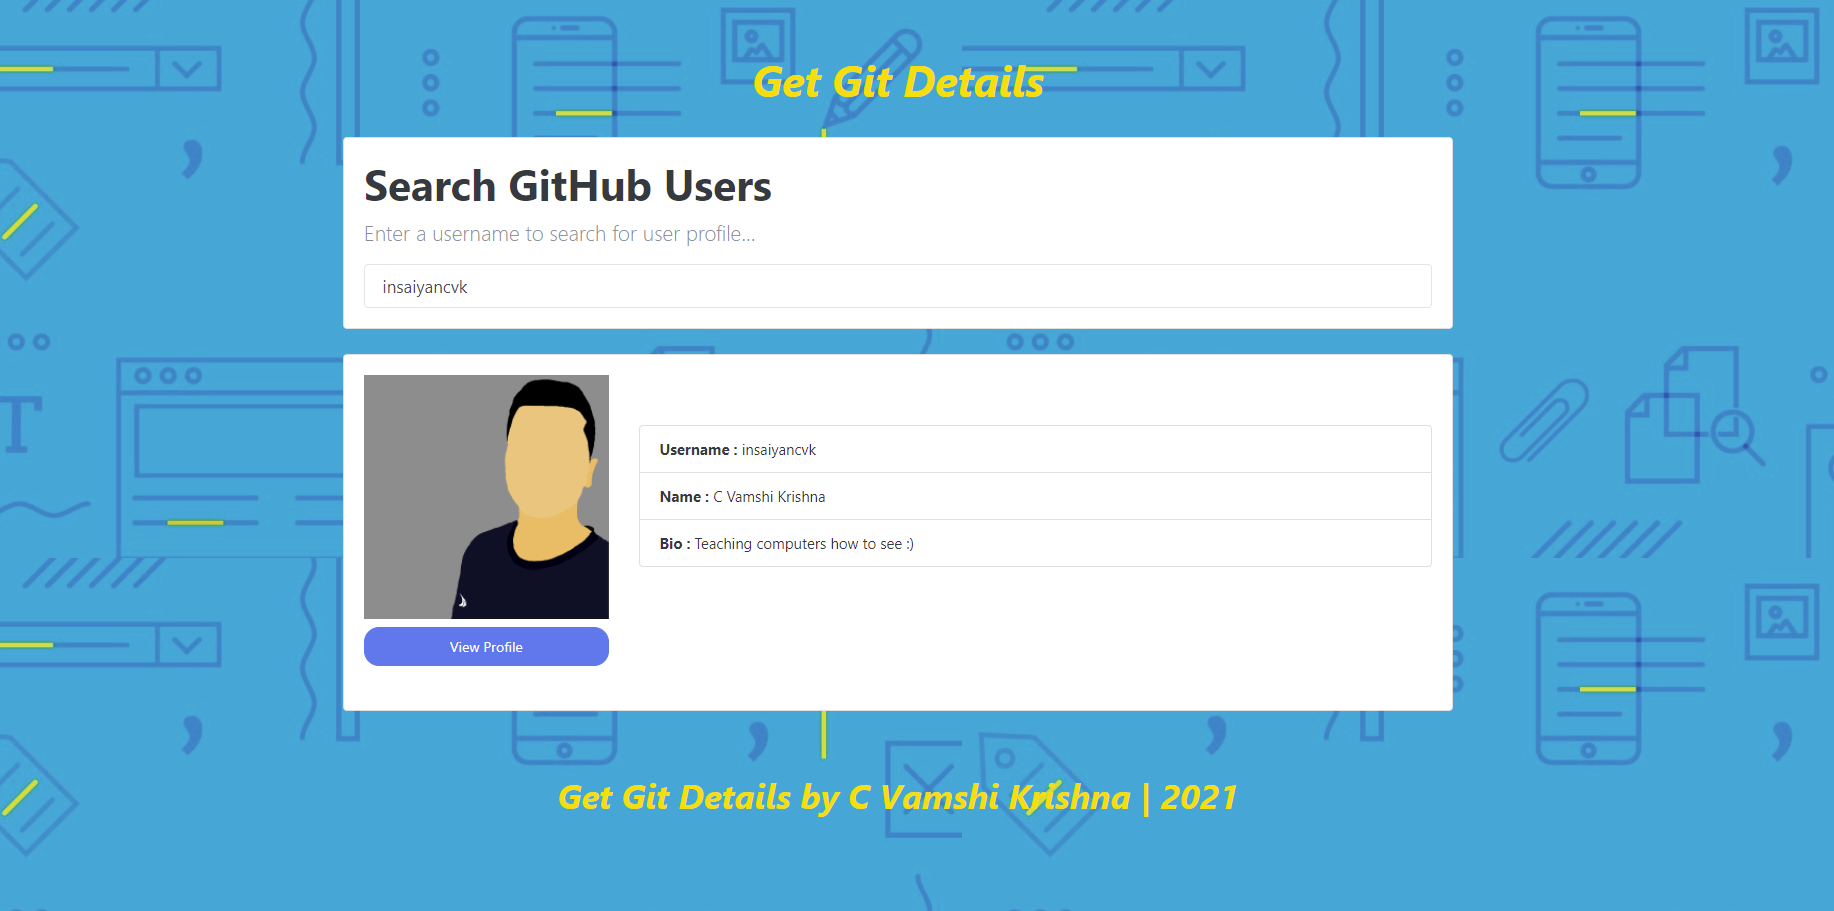 Get Git Details
Search GitHub Users
Enter a username to search for user profile...
insaiyancvk
Username : insaiyancvk
Name : C Vamshi Krishna
Bio : Teaching computers how to see :)
View Profile
Get Git Details by C Vamshi Krishna | 2021